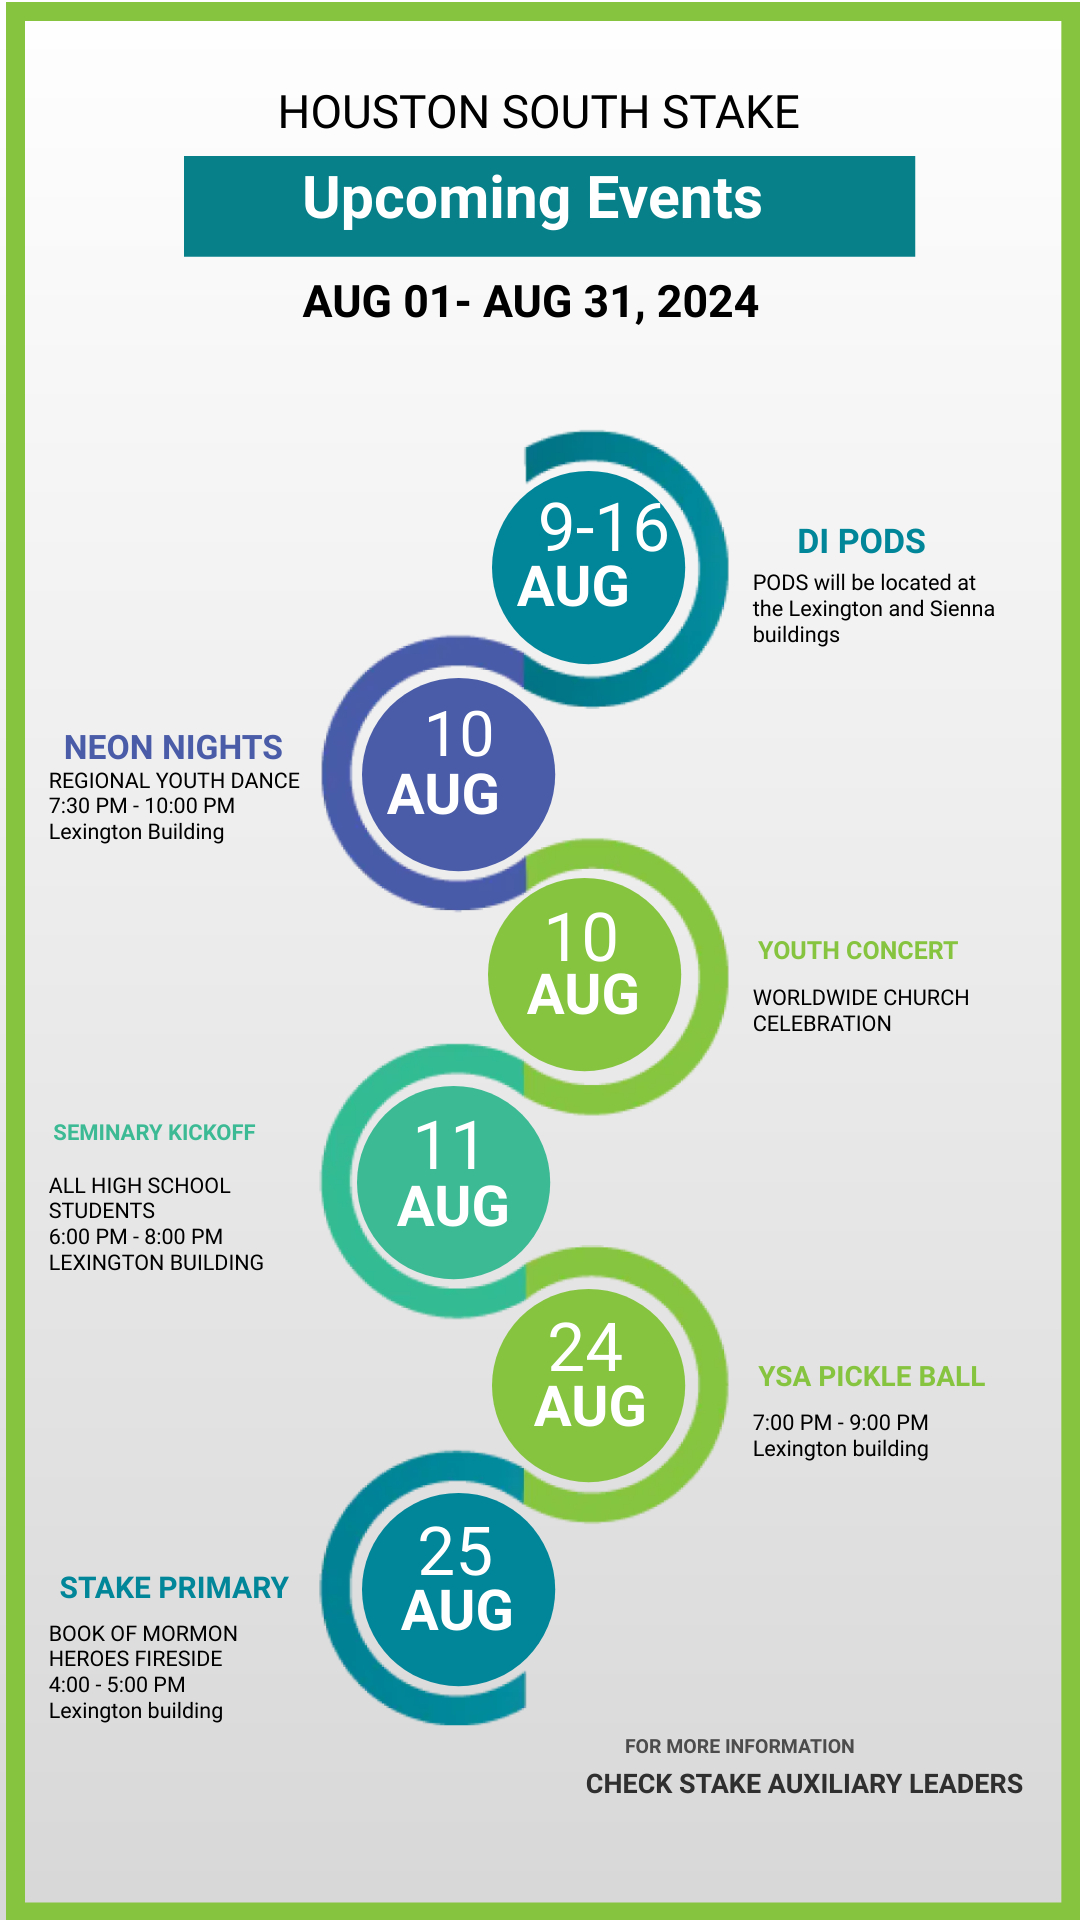 HOUSTON SOUTH STAKE
Upcoming Events
AUG 01- AUG 31, 2024
9-16
AUG
DI PODS
PODS will be located at
the Lexington and Sienna
buildings
10
AUG
NEON NIGHTS
REGIONAL YOUTH DANCE
7:30 PM - 10:00 PM
Lexington Building
10
AUG
YOUTH CONCERT
WORLDWIDE CHURCH
CELEBRATION
11
AUG
SEMINARY KICKOFF
ALL HIGH SCHOOL
STUDENTS
6:00 PM - 8:00 PM
LEXINGTON BUILDING
24
AUG
YSA PICKLE BALL
7:00 PM - 9:00 PM
Lexington building
25
AUG
STAKE PRIMARY
BOOK OF MORMON
HEROES FIRESIDE
4:00 - 5:00 PM
Lexington building
FOR MORE INFORMATION
CHECK STAKE AUXILIARY LEADERS